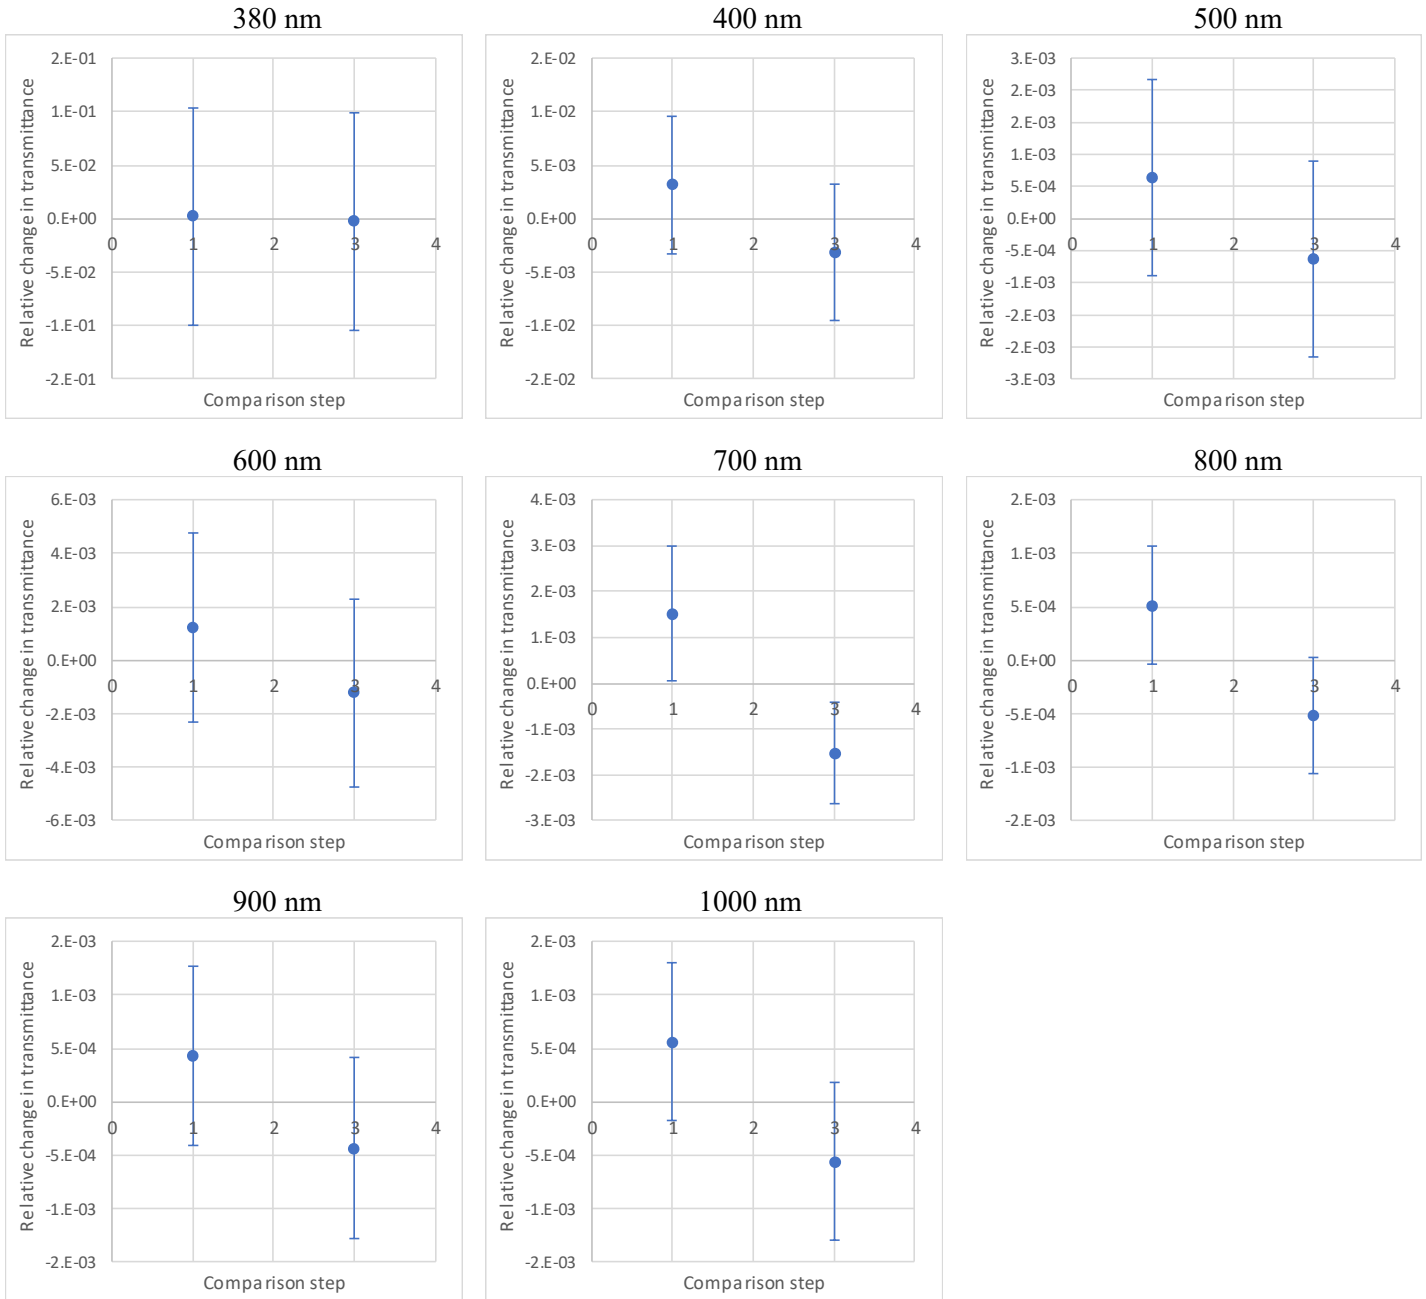 380 nm
2.E-01
1.E-01
5.E-02
0.E+00
-5.E-02
-1.E-01
-2.E-01
0 1 2 3 4
Relative change in transmittance
Comparison step
400 nm
2.E-02
1.E-02
5.E-03
0.E+00
-5.E-03
-1.E-02
-2.E-02
0 1 2 3 4
Relative change in transmittance
Comparison step
500 nm
3.E-03
2.E-03
2.E-03
1.E-03
5.E-04
0.E+00
-5.E-04
-1.E-03
-2.E-03
-2.E-03
-3.E-03
0 1 2 3 4
Relative change in transmittance
Comparison step
600 nm
6.E-03
4.E-03
2.E-03
0.E+00
-2.E-03
-4.E-03
-6.E-03
0 1 2 3 4
Relative change in transmittance
Comparison step
700 nm
4.E-03
3.E-03
2.E-03
1.E-03
0.E+00
-1.E-03
-2.E-03
-3.E-03
0 1 2 3 4
Relative change in transmittance
Comparison step
800 nm
2.E-03
1.E-03
5.E-04
0.E+00
-5.E-04
-1.E-03
-2.E-03
0 1 2 3 4
Relative change in transmittance
Comparison step
900 nm
2.E-03
1.E-03
5.E-04
0.E+00
-5.E-04
-1.E-03
-2.E-03
0 1 2 3 4
Relative change in transmittance
Comparison step
1000 nm
2.E-03
1.E-03
5.E-04
0.E+00
-5.E-04
-1.E-03
-2.E-03
0 1 2 3 4
Relative change in transmittance
Comparison step